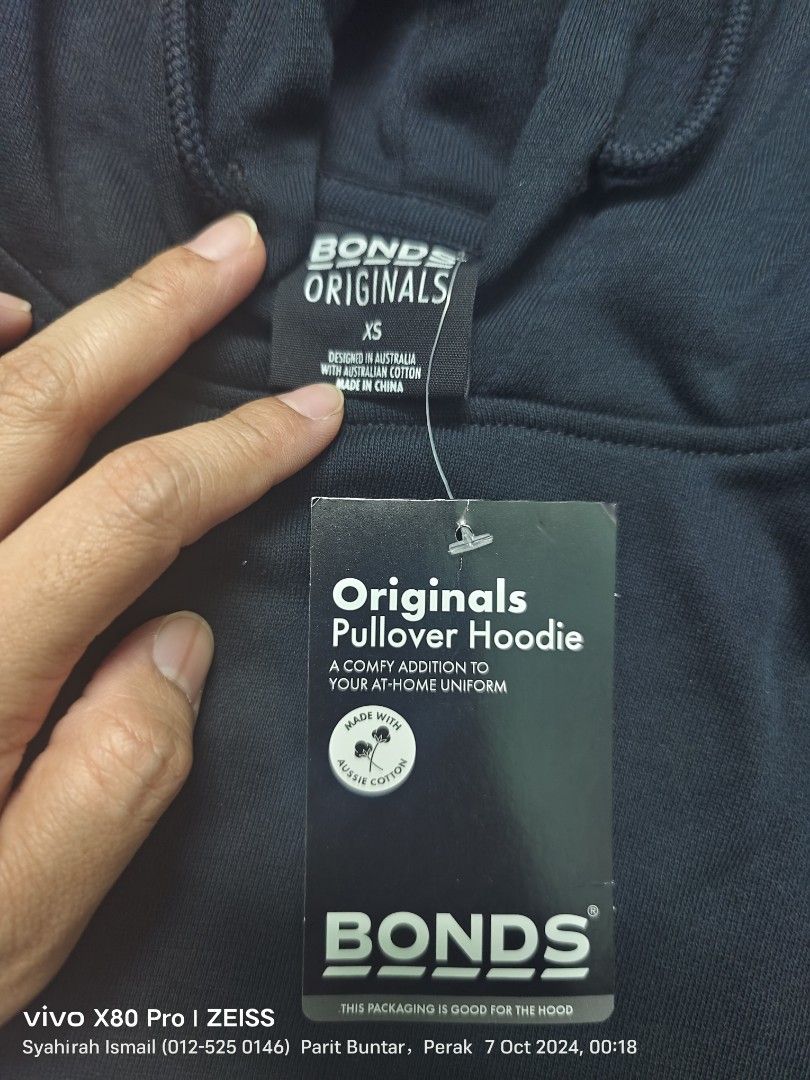 BONDS
ORIGINALS
XS
DESIGNED IN AUSTRALIA
WITH AUSTRALIAN COTTON
MADE IN CHINA
Originals
Pullover Hoodie
A COMFY ADDITION TO
YOUR AT-HOME UNIFORM
MADE WITH
AUSSIE COTTON
BONDS®
THIS PACKAGING IS GOOD FOR THE HOOD
vivo X80 Pro | ZEISS
Syahirah Ismail (012-525 0146) Parit Buntar, Perak 7 Oct 2024, 00:18